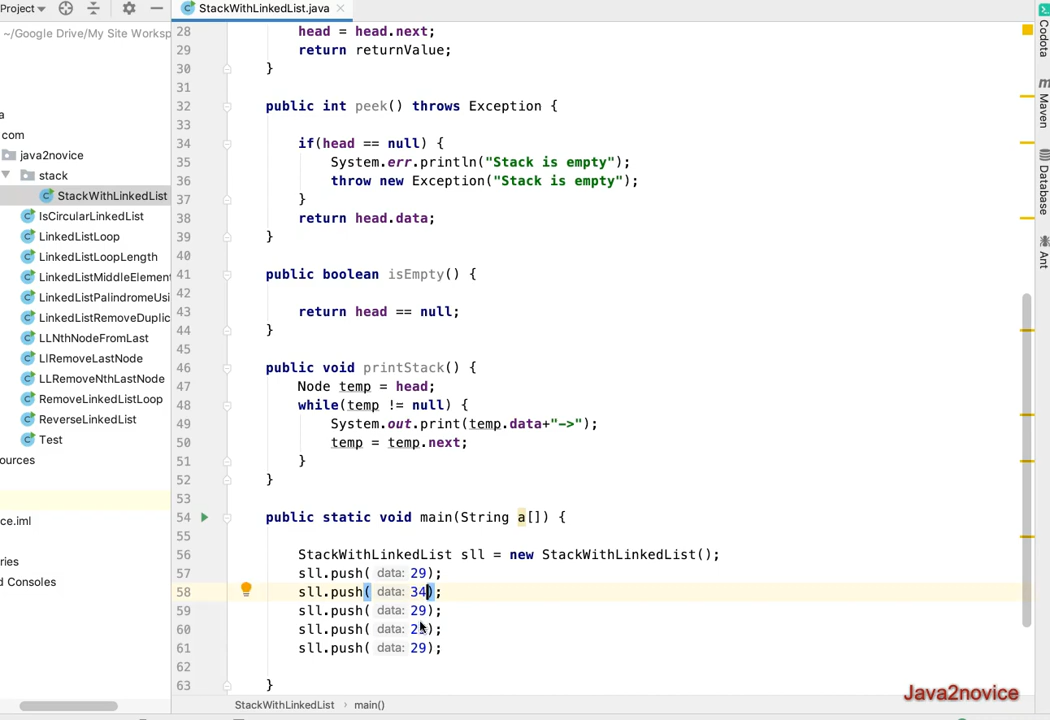 Project
StackWithLinkedList.java
~/Google Drive/My Site Worksp
a
com
java2novice
stack
StackWithLinkedList
IsCircularLinkedList
LinkedListLoop
LinkedListLoopLength
LinkedListMiddleElement
LinkedListPalindromeUsi
LinkedListRemoveDuplic
LLNthNodeFromLast
LlRemoveLastNode
LLRemoveNthLastNode
RemoveLinkedListLoop
ReverseLinkedList
Test
ources
ce.iml
ries
d Consoles
28 head = head.next;
29 return returnValue;
30 }
31
32 public int peek() throws Exception {
33
34 if(head == null) {
35 System.err.println("Stack is empty");
36 throw new Exception("Stack is empty");
37 }
38 return head.data;
39 }
40
41 public boolean isEmpty() {
42
43 return head == null;
44 }
45
46 public void printStack() {
47 Node temp = head;
48 while(temp != null) {
49 System.out.print(temp.data+"->");
50 temp = temp.next;
51 }
52 }
53
54 public static void main(String a[]) {
55
56 StackWithLinkedList sll = new StackWithLinkedList();
57 sll.push( data: 29);
58 sll.push( data: 34);
59 sll.push( data: 29);
60 sll.push( data: 29);
61 sll.push( data: 29);
62
63 }
StackWithLinkedList › main()
Codota
Maven
Database
Ant
Java2novice